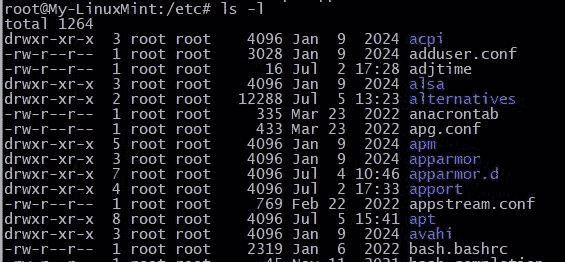 root@My-LinuxMint:/etc# ls -l
total 1264
drwxr-xr-x 3 root root 4096 Jan 9 2024 acpi
-rw-r--r-- 1 root root 3028 Jan 9 2024 adduser.conf
-rw-r--r-- 1 root root 16 Jul 2 17:28 adjtime
drwxr-xr-x 3 root root 4096 Jan 9 2024 alsa
drwxr-xr-x 2 root root 12288 Jul 5 13:23 alternatives
-rw-r--r-- 1 root root 335 Mar 23 2022 anacrontab
-rw-r--r-- 1 root root 433 Mar 23 2022 apg.conf
drwxr-xr-x 5 root root 4096 Jan 9 2024 apm
drwxr-xr-x 3 root root 4096 Jan 9 2024 apparmor
drwxr-xr-x 7 root root 4096 Jul 4 10:46 apparmor.d
drwxr-xr-x 4 root root 4096 Jul 2 17:33 apport
-rw-r--r-- 1 root root 769 Feb 22 2022 appstream.conf
drwxr-xr-x 8 root root 4096 Jul 5 15:41 apt
drwxr-xr-x 3 root root 4096 Jan 9 2024 avahi
-rw-r--r-- 1 root root 2319 Jan 6 2022 bash.bashrc
-rw-r--r-- 1 root root 45 Nov 11 2021